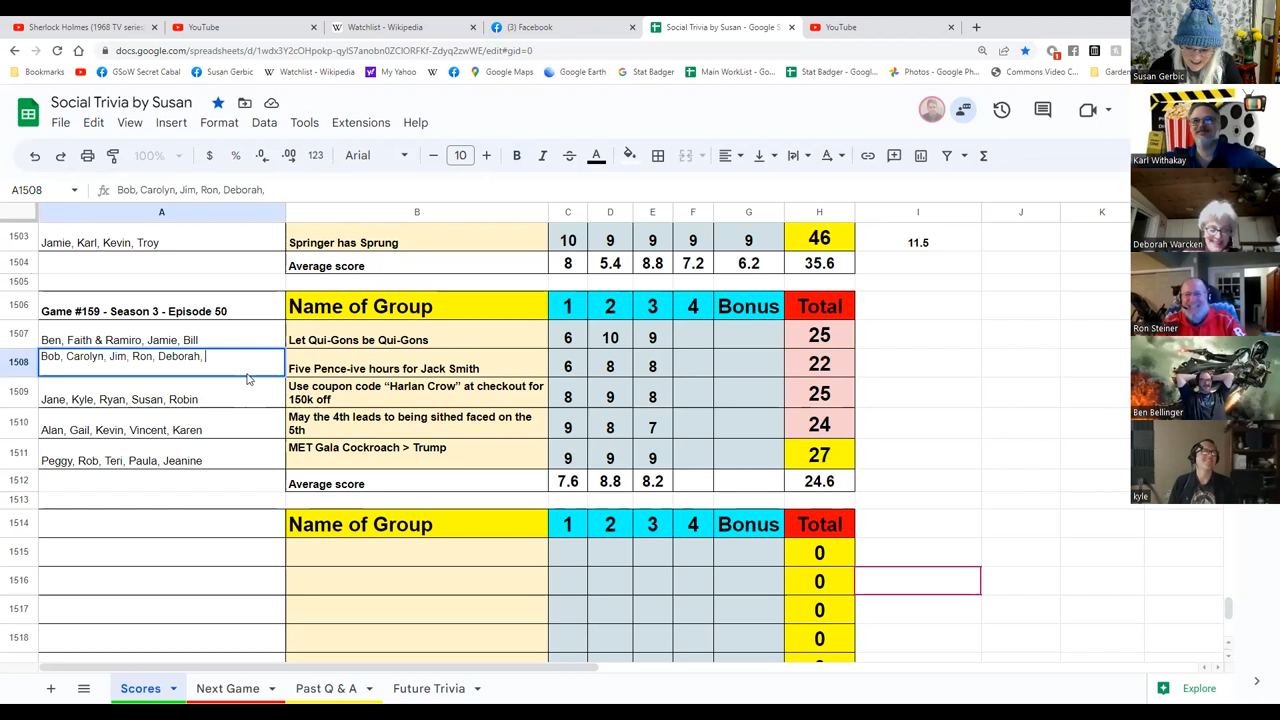 Sherlock Holmes (1968 TV series
YouTube
Watchlist - Wikipedia
(3) Facebook
Social Trivia by Susan - Google S
YouTube
docs.google.com/spreadsheets/d/1wdx3Y2cOHpokp-qyIS7anobn0ZClORFKf-Zdyq2zwWE/edit#gid=0
Bookmarks
GSoW Secret Cabal
Susan Gerbic
Watchlist - Wikipedia
My Yahoo
Google Maps
Google Earth
Stat Badger
Main WorkList - Go...
Stat Badger - Googl...
Photos - Google Ph...
Commons Video C...
Garden
Social Trivia by Susan
File Edit View Insert Format Data Tools Extensions Help
100% $ % .0 .00 123 Arial 10 B I A
A1508 Bob, Carolyn, Jim, Ron, Deborah,
A B C D E F G H I J K
1503 Jamie, Karl, Kevin, Troy Springer has Sprung 10 9 9 9 9 46 11.5
1504 Average score 8 5.4 8.8 7.2 6.2 35.6
1505
1506 Game #159 - Season 3 - Episode 50 Name of Group 1 2 3 4 Bonus Total
1507 Ben, Faith & Ramiro, Jamie, Bill Let Qui-Gons be Qui-Gons 6 10 9 25
1508 Bob, Carolyn, Jim, Ron, Deborah, Five Pence-ive hours for Jack Smith 6 8 8 22
1509 Jane, Kyle, Ryan, Susan, Robin Use coupon code “Harlan Crow” at checkout for
150k off 8 9 8 25
1510 Alan, Gail, Kevin, Vincent, Karen May the 4th leads to being sithed faced on the
5th 9 8 7 24
1511 Peggy, Rob, Teri, Paula, Jeanine MET Gala Cockroach > Trump 9 9 9 27
1512 Average score 7.6 8.8 8.2 24.6
1513
1514 Name of Group 1 2 3 4 Bonus Total
1515 0
1516 0
1517 0
1518 0
Scores
Next Game
Past Q & A
Future Trivia
Explore
Susan Gerbic
Karl Withakay
Deborah Warcken
Ron Steiner
Ben Bellinger
kyle